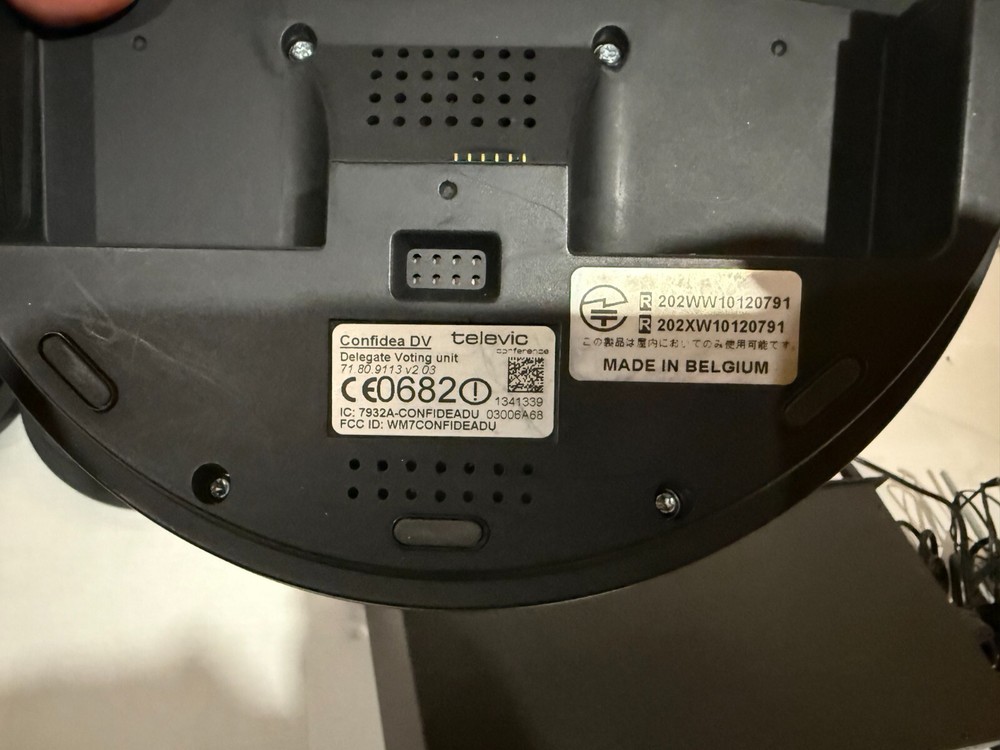 Confidea DV televic
conference
Delegate Voting unit
71.80.9113 v2.03
CE0682
1341339
IC: 7932A-CONFIDEADU 03006A68
FCC ID: WM7CONFIDEADU
R 202WW10120791
R 202XW10120791
この製品は屋内においてのみ使用可能です。
MADE IN BELGIUM